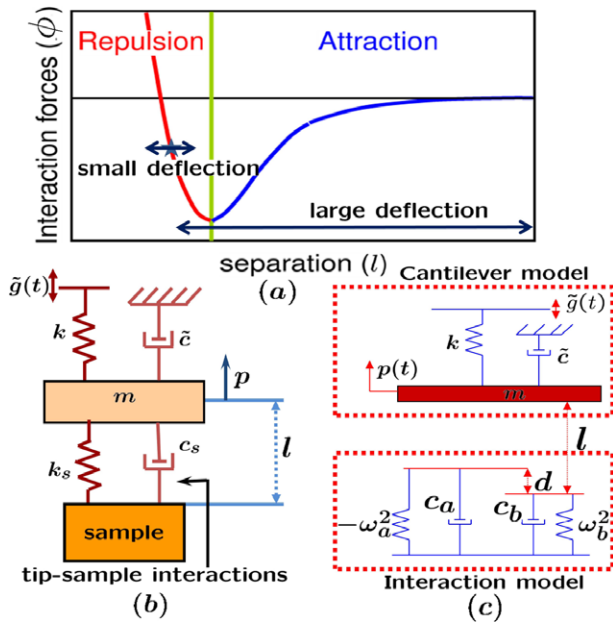 Repulsion
Attraction
Interaction forces (ϕ)
small deflection
large deflection
separation (l)
(a)
g̃(t)
k
c̃
m
p
k_s
c_s
l
sample
tip-sample interactions
(b)
Cantilever model
g̃(t)
k
c̃
p(t)
m
l
d
-ω_a^2
c_a
c_b
ω_b^2
Interaction model
(c)